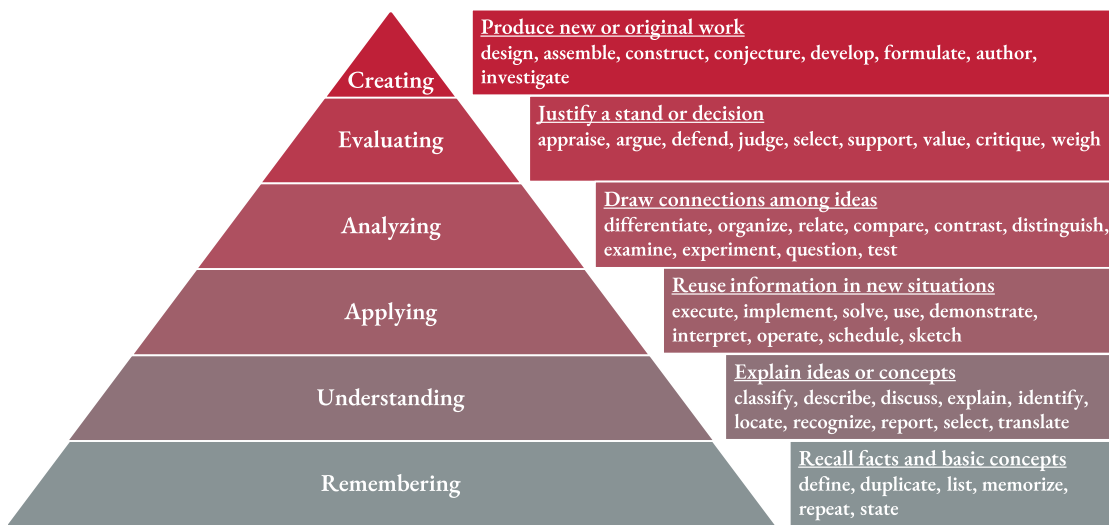 Creating
Produce new or original work
design, assemble, construct, conjecture, develop, formulate, author,
investigate
Evaluating
Justify a stand or decision
appraise, argue, defend, judge, select, support, value, critique, weigh
Analyzing
Draw connections among ideas
differentiate, organize, relate, compare, contrast, distinguish,
examine, experiment, question, test
Applying
Reuse information in new situations
execute, implement, solve, use, demonstrate,
interpret, operate, schedule, sketch
Understanding
Explain ideas or concepts
classify, describe, discuss, explain, identify,
locate, recognize, report, select, translate
Remembering
Recall facts and basic concepts
define, duplicate, list, memorize,
repeat, state